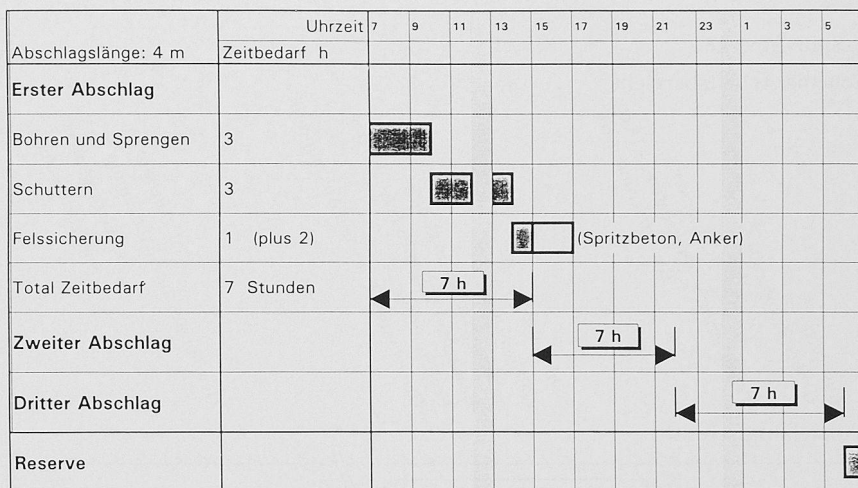 Uhrzeit 7 9 11 13 15 17 19 21 23 1 3 5
Abschlagslänge: 4 m Zeitbedarf h
Erster Abschlag
Bohren und Sprengen 3
Schuttern 3
Felssicherung 1 (plus 2) (Spritzbeton, Anker)
Total Zeitbedarf 7 Stunden 7 h
Zweiter Abschlag 7 h
Dritter Abschlag 7 h
Reserve